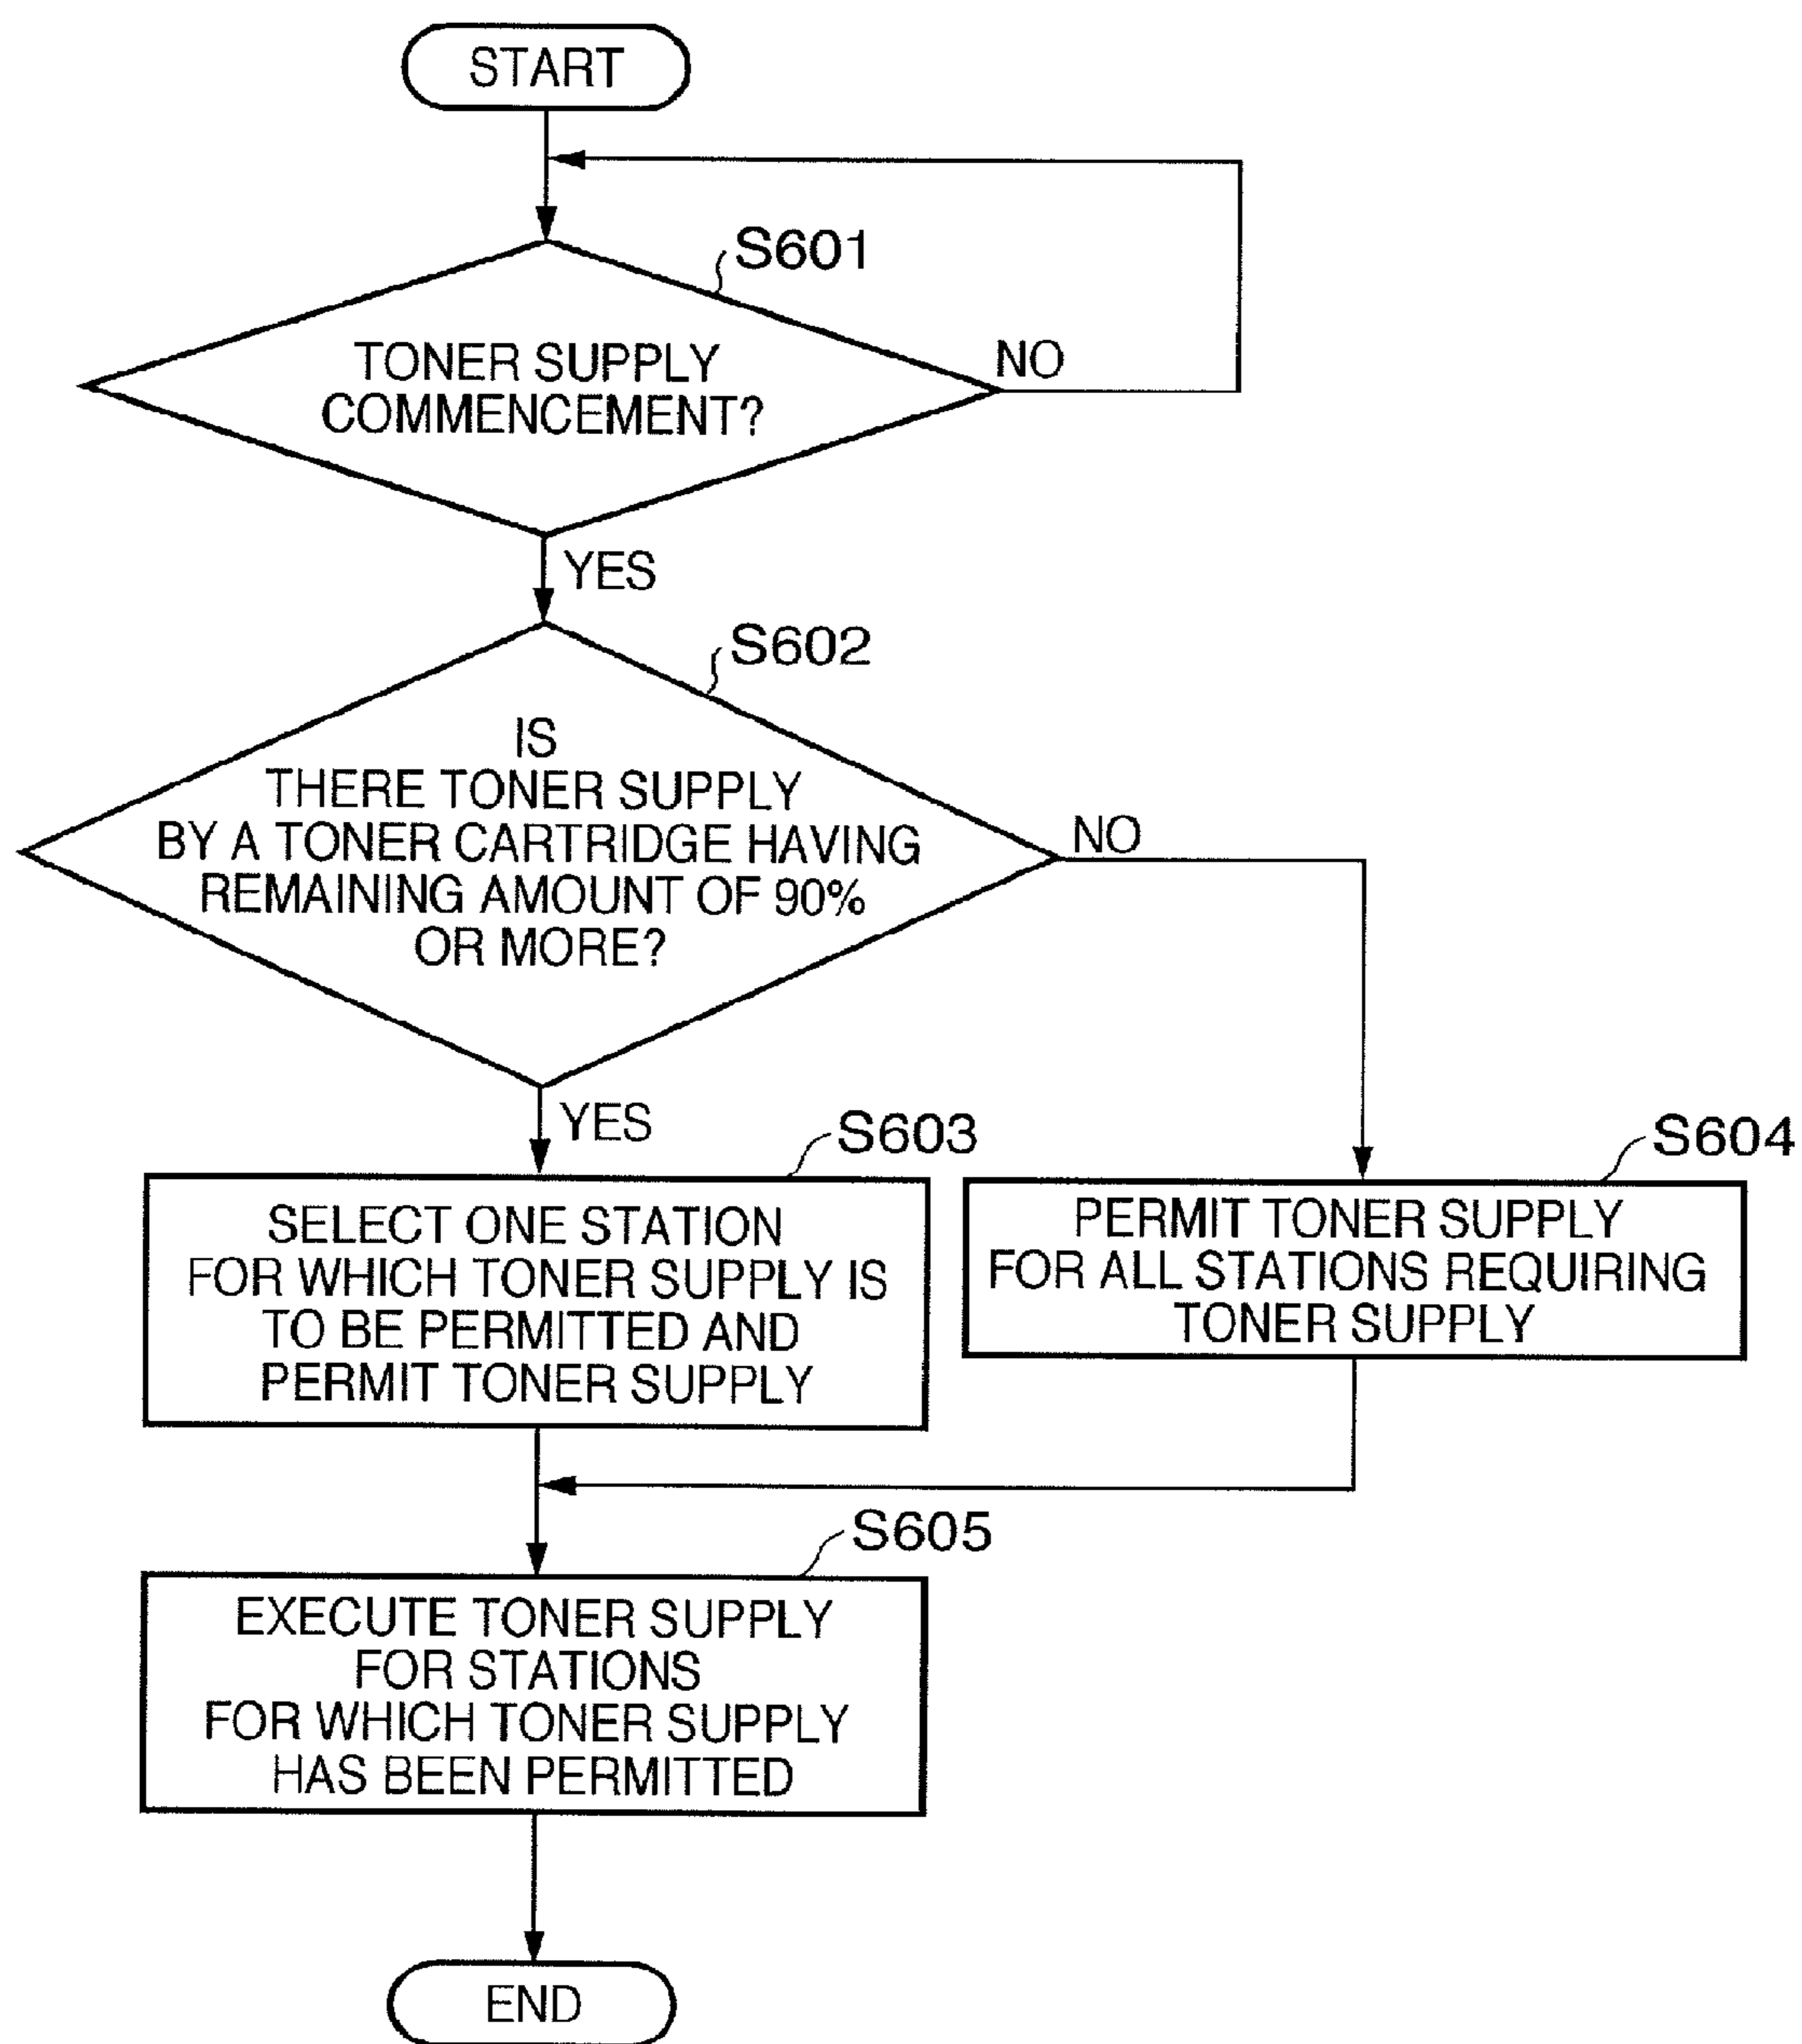 START
S601
TONER SUPPLY
COMMENCEMENT?
NO
YES
S602
IS
THERE TONER SUPPLY
BY A TONER CARTRIDGE HAVING
REMAINING AMOUNT OF 90%
OR MORE?
NO
YES
S603
SELECT ONE STATION
FOR WHICH TONER SUPPLY IS
TO BE PERMITTED AND
PERMIT TONER SUPPLY
S604
PERMIT TONER SUPPLY
FOR ALL STATIONS REQUIRING
TONER SUPPLY
S605
EXECUTE TONER SUPPLY
FOR STATIONS
FOR WHICH TONER SUPPLY
HAS BEEN PERMITTED
END